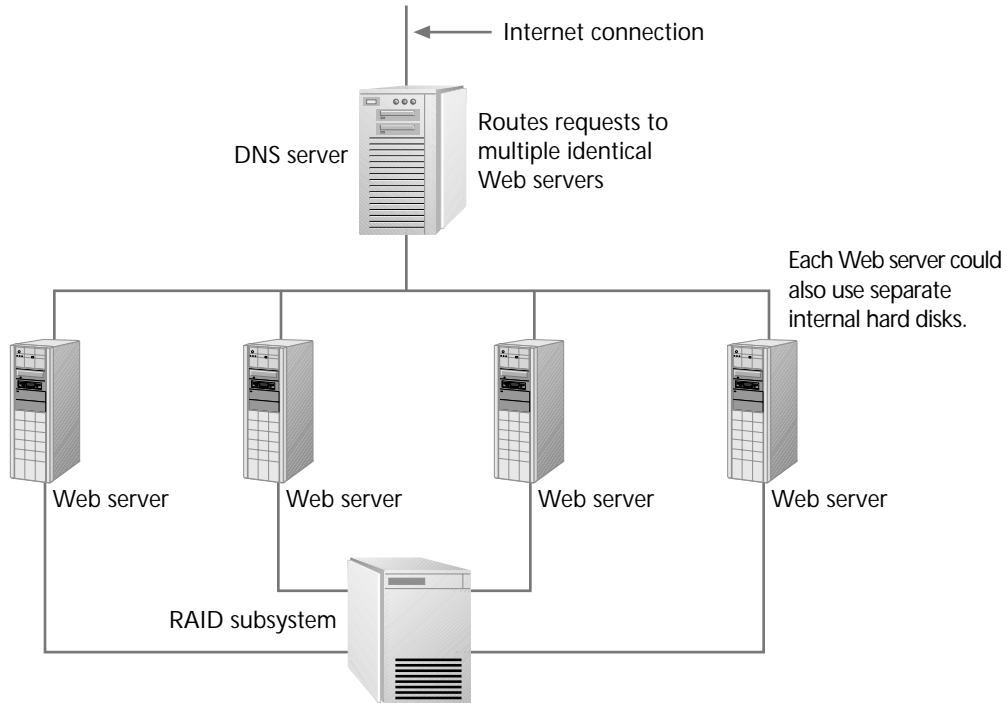 Internet connection
DNS server
Routes requests to
multiple identical
Web servers
Each Web server could
also use separate
internal hard disks.
Web server
Web server
Web server
Web server
RAID subsystem